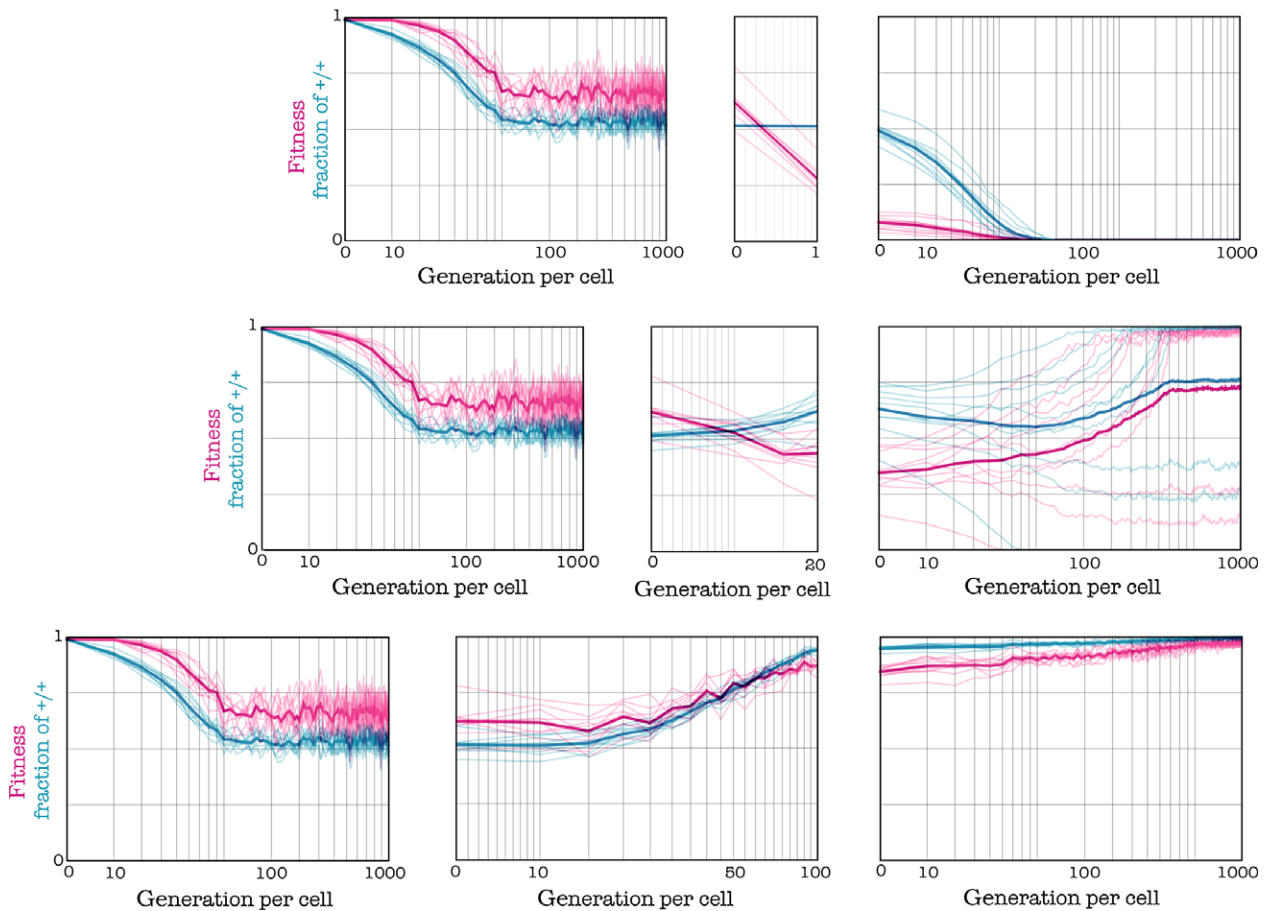 1
Fitness
fraction of +/+
0
0 10 100 1000
0 1
0 10 100 1000
Generation per cell
Generation per cell
1
Fitness
fraction of +/+
0
0 10 100 1000
0 20
0 10 100 1000
Generation per cell
Generation per cell
Generation per cell
1
Fitness
fraction of +/+
0
0 10 100 1000
0 10 50 100
0 10 100 1000
Generation per cell
Generation per cell
Generation per cell